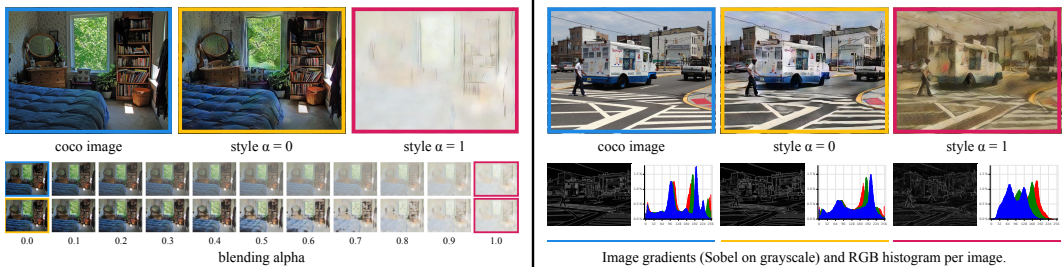 coco image
style α = 0
style α = 1
0.0
0.1
0.2
0.3
0.4
0.5
0.6
0.7
0.8
0.9
1.0
blending alpha
coco image
style α = 0
style α = 1
Image gradients (Sobel on grayscale) and RGB histogram per image.